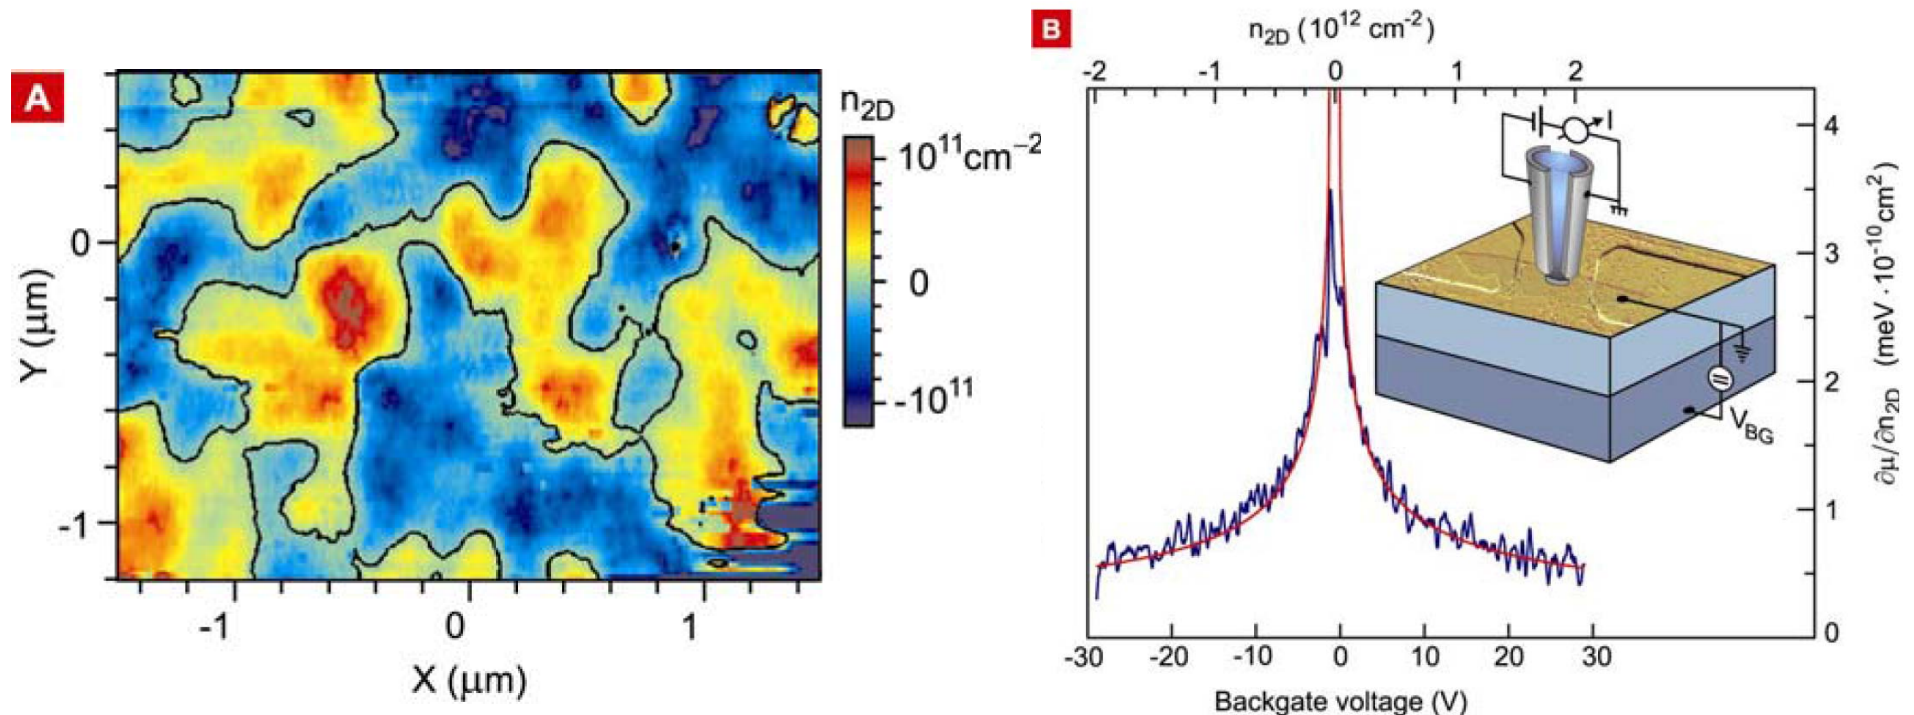 A
n2D
10¹¹cm⁻²
0
-10¹¹
0
-1
Y (μm)
-1
0
1
X (μm)
B
n2D (10¹² cm⁻²)
-2
-1
0
1
2
I
VBG
4
3
2
1
0
∂μ/∂n2D (meV · 10⁻¹⁰cm²)
-30
-20
-10
0
10
20
30
Backgate voltage (V)